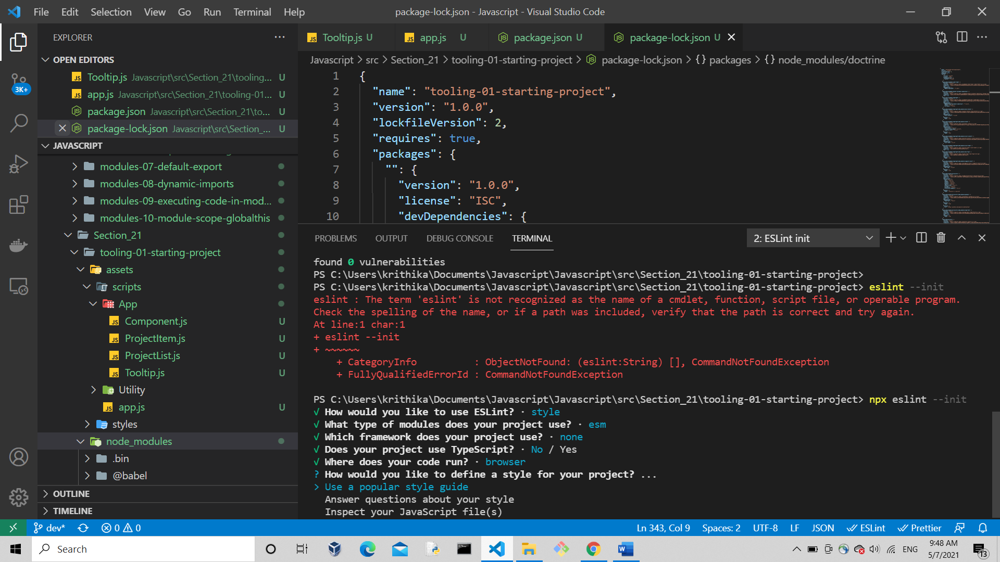 File Edit Selection View Go Run Terminal Help
package-lock.json - Javascript - Visual Studio Code
EXPLORER
OPEN EDITORS
Tooltip.js Javascript\src\Section_21\tooling... U
app.js Javascript\src\Section_21\tooling-01... U
package.json Javascript\src\Section_21\to... U
package-lock.json Javascript\src\Section_... U
JAVASCRIPT
modules-07-default-export
modules-08-dynamic-imports
modules-09-executing-code-in-mod...
modules-10-module-scope-globalthis
Section_21
tooling-01-starting-project
assets
scripts
App
Component.js U
ProjectItem.js U
ProjectList.js U
Tooltip.js U
Utility
app.js U
styles
node_modules
.bin
@babel
OUTLINE
TIMELINE
3K+
Tooltip.js U
app.js U
package.json U
package-lock.json U
Javascript > src > Section_21 > tooling-01-starting-project > package-lock.json > {} packages > {} node_modules/doctrine
1 {
2 "name": "tooling-01-starting-project",
3 "version": "1.0.0",
4 "lockfileVersion": 2,
5 "requires": true,
6 "packages": {
7 "": {
8 "version": "1.0.0",
9 "license": "ISC",
10 "devDependencies": {
PROBLEMS OUTPUT DEBUG CONSOLE TERMINAL
2: ESLint init
found 0 vulnerabilities
PS C:\Users\krithika\Documents\Javascript\Javascript\src\Section_21\tooling-01-starting-project>
PS C:\Users\krithika\Documents\Javascript\Javascript\src\Section_21\tooling-01-starting-project> eslint --init
eslint : The term 'eslint' is not recognized as the name of a cmdlet, function, script file, or operable program.
Check the spelling of the name, or if a path was included, verify that the path is correct and try again.
At line:1 char:1
+ eslint --init
+ ~~~~~~
+ CategoryInfo : ObjectNotFound: (eslint:String) [], CommandNotFoundException
+ FullyQualifiedErrorId : CommandNotFoundException
PS C:\Users\krithika\Documents\Javascript\Javascript\src\Section_21\tooling-01-starting-project> npx eslint --init
√ How would you like to use ESLint? · style
√ What type of modules does your project use? · esm
√ Which framework does your project use? · none
√ Does your project use TypeScript? · No / Yes
√ Where does your code run? · browser
? How would you like to define a style for your project? ...
> Use a popular style guide
Answer questions about your style
Inspect your JavaScript file(s)
dev* 0 0
Ln 343, Col 9 Spaces: 2 UTF-8 LF JSON ESLint Prettier
Search
ENG
9:48 AM
5/7/2021
13